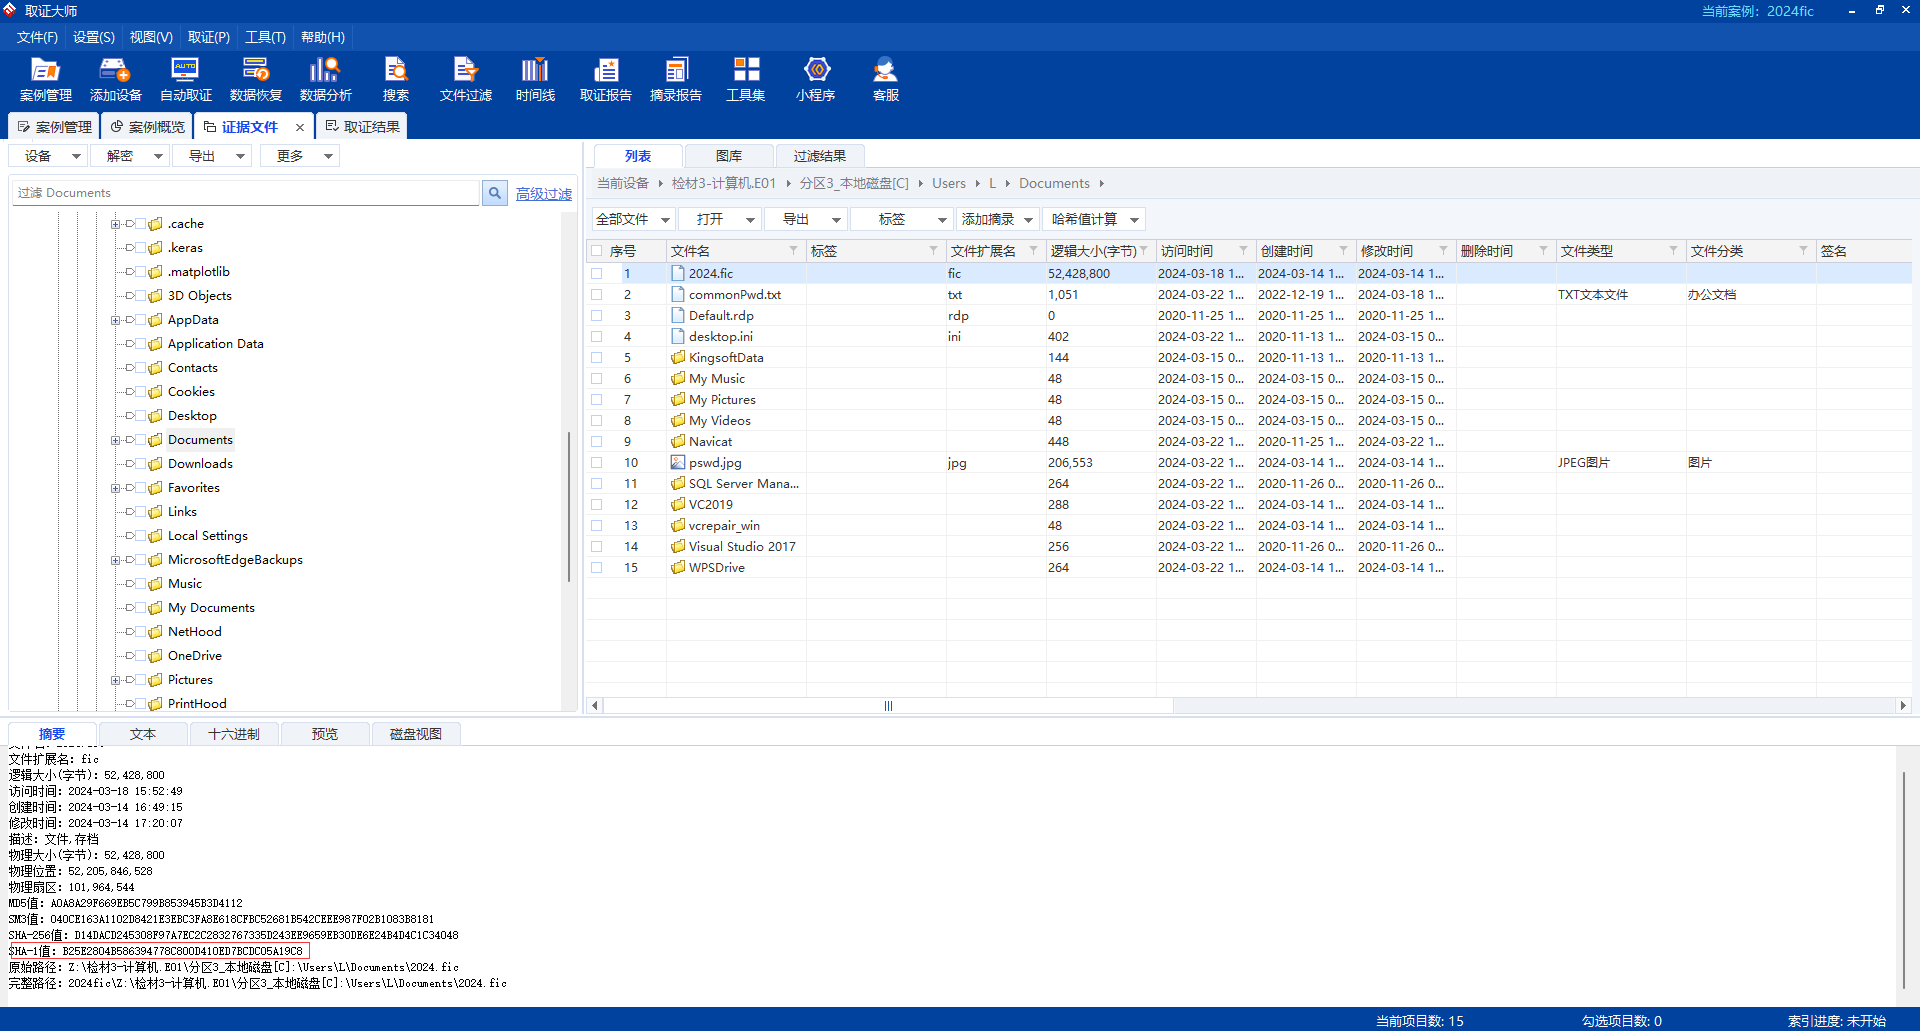 取证大师
当前案例：2024fic
文件(F) 设置(S) 视图(V) 取证(P) 工具(T) 帮助(H)
案例管理 添加设备 自动取证 数据恢复 数据分析 搜索 文件过滤 时间线 取证报告 摘录报告 工具集 小程序 客服
案例管理 案例概览 证据文件 × 取证结果
设备 解密 导出 更多
过滤 Documents 高级过滤
.cache
.keras
.matplotlib
3D Objects
AppData
Application Data
Contacts
Cookies
Desktop
Documents
Downloads
Favorites
Links
Local Settings
MicrosoftEdgeBackups
Music
My Documents
NetHood
OneDrive
Pictures
PrintHood
列表 图库 过滤结果
当前设备 检材3-计算机.E01 分区3_本地磁盘[C] Users L Documents
全部文件 打开 导出 标签 添加摘录 哈希值计算
序号 文件名 标签 文件扩展名 逻辑大小(字节) 访问时间 创建时间 修改时间 删除时间 文件类型 文件分类 签名
1 2024.fic fic 52,428,800 2024-03-18 1... 2024-03-14 1... 2024-03-14 1...
2 commonPwd.txt txt 1,051 2024-03-22 1... 2022-12-19 1... 2024-03-18 1... TXT文本文件 办公文档
3 Default.rdp rdp 0 2020-11-25 1... 2020-11-25 1... 2020-11-25 1...
4 desktop.ini ini 402 2024-03-22 1... 2020-11-13 1... 2024-03-15 0...
5 KingsoftData 144 2024-03-15 0... 2020-11-13 1... 2020-11-13 1...
6 My Music 48 2024-03-15 0... 2024-03-15 0... 2024-03-15 0...
7 My Pictures 48 2024-03-15 0... 2024-03-15 0... 2024-03-15 0...
8 My Videos 48 2024-03-15 0... 2024-03-15 0... 2024-03-15 0...
9 Navicat 448 2024-03-22 1... 2020-11-25 1... 2024-03-22 1...
10 pswd.jpg jpg 206,553 2024-03-22 1... 2024-03-14 1... 2024-03-14 1... JPEG图片 图片
11 SQL Server Mana... 264 2024-03-22 1... 2020-11-26 0... 2020-11-26 0...
12 VC2019 288 2024-03-22 1... 2024-03-14 1... 2024-03-14 1...
13 vcrepair_win 48 2024-03-22 1... 2024-03-14 1... 2024-03-14 1...
14 Visual Studio 2017 256 2024-03-22 1... 2020-11-26 0... 2020-11-26 0...
15 WPSDrive 264 2024-03-22 1... 2024-03-14 1... 2024-03-14 1...
摘要 文本 十六进制 预览 磁盘视图
文件扩展名：fic
逻辑大小(字节)：52,428,800
访问时间：2024-03-18 15:52:49
创建时间：2024-03-14 16:49:15
修改时间：2024-03-14 17:20:07
描述：文件,存档
物理大小(字节)：52,428,800
物理位置：52,205,846,528
物理扇区：101,964,544
MD5值：A0A8A29F669EB5C799B853945B3D4112
SM3值：040CE163A1102D8421E3EBC3FA8E618CFBC52681B542CEEE987F02B1083B8181
SHA-256值：D14DACD245308F97A7EC2C2832767335D243EE9659EB30DE6E24B4D4C1C34048
SHA-1值：B25E2804B586394778C800D410ED7BCDC05A19C8
原始路径：Z:\检材3-计算机.E01\分区3_本地磁盘[C]:\Users\L\Documents\2024.fic
完整路径：2024fic\Z:\检材3-计算机.E01\分区3_本地磁盘[C]:\Users\L\Documents\2024.fic
当前项目数: 15 勾选项目数: 0 索引进度: 未开始